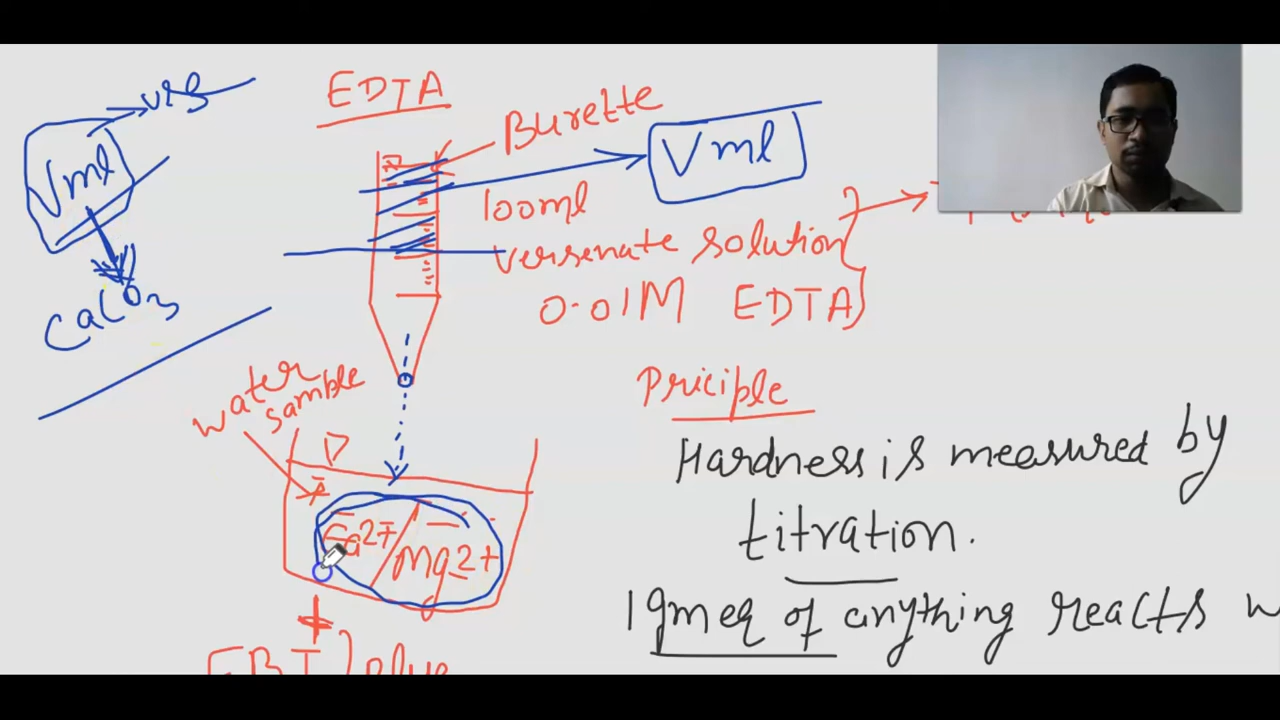 EDTA
Burette
V ml
V ml
100ml
versenate solution
0.01M EDTA
CaCO3
water
sample
Priciple
Hardness is measured by
titration.
Ca2+
Mg2+
+
1gmeq of anything reacts
EBT